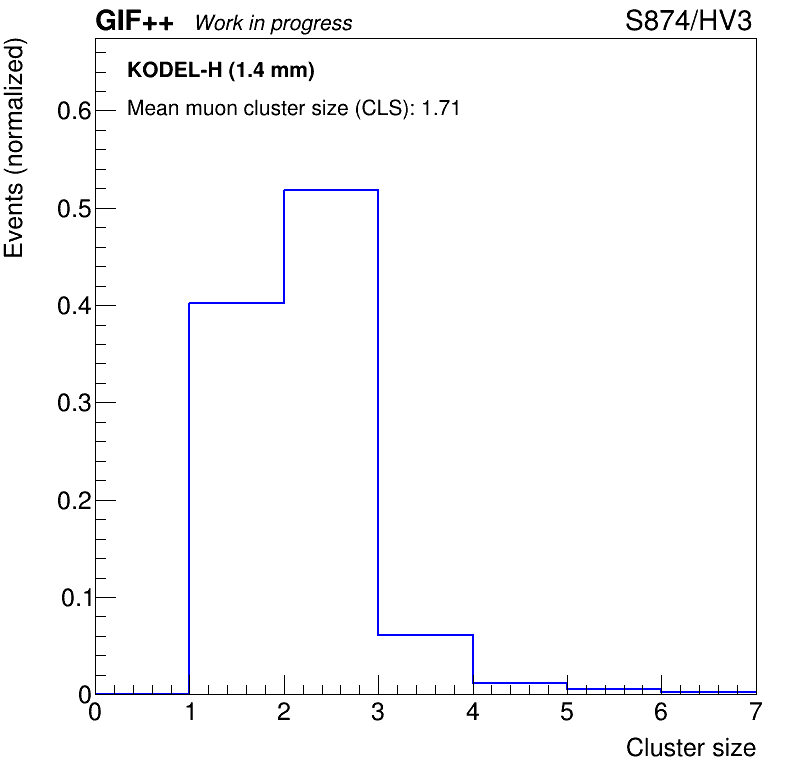 GIF++ Work in progress S874/HV3
KODEL-H (1.4 mm)
Mean muon cluster size (CLS): 1.71
Events (normalized)
0.6
0.5
0.4
0.3
0.2
0.1
0
0 1 2 3 4 5 6 7
Cluster size